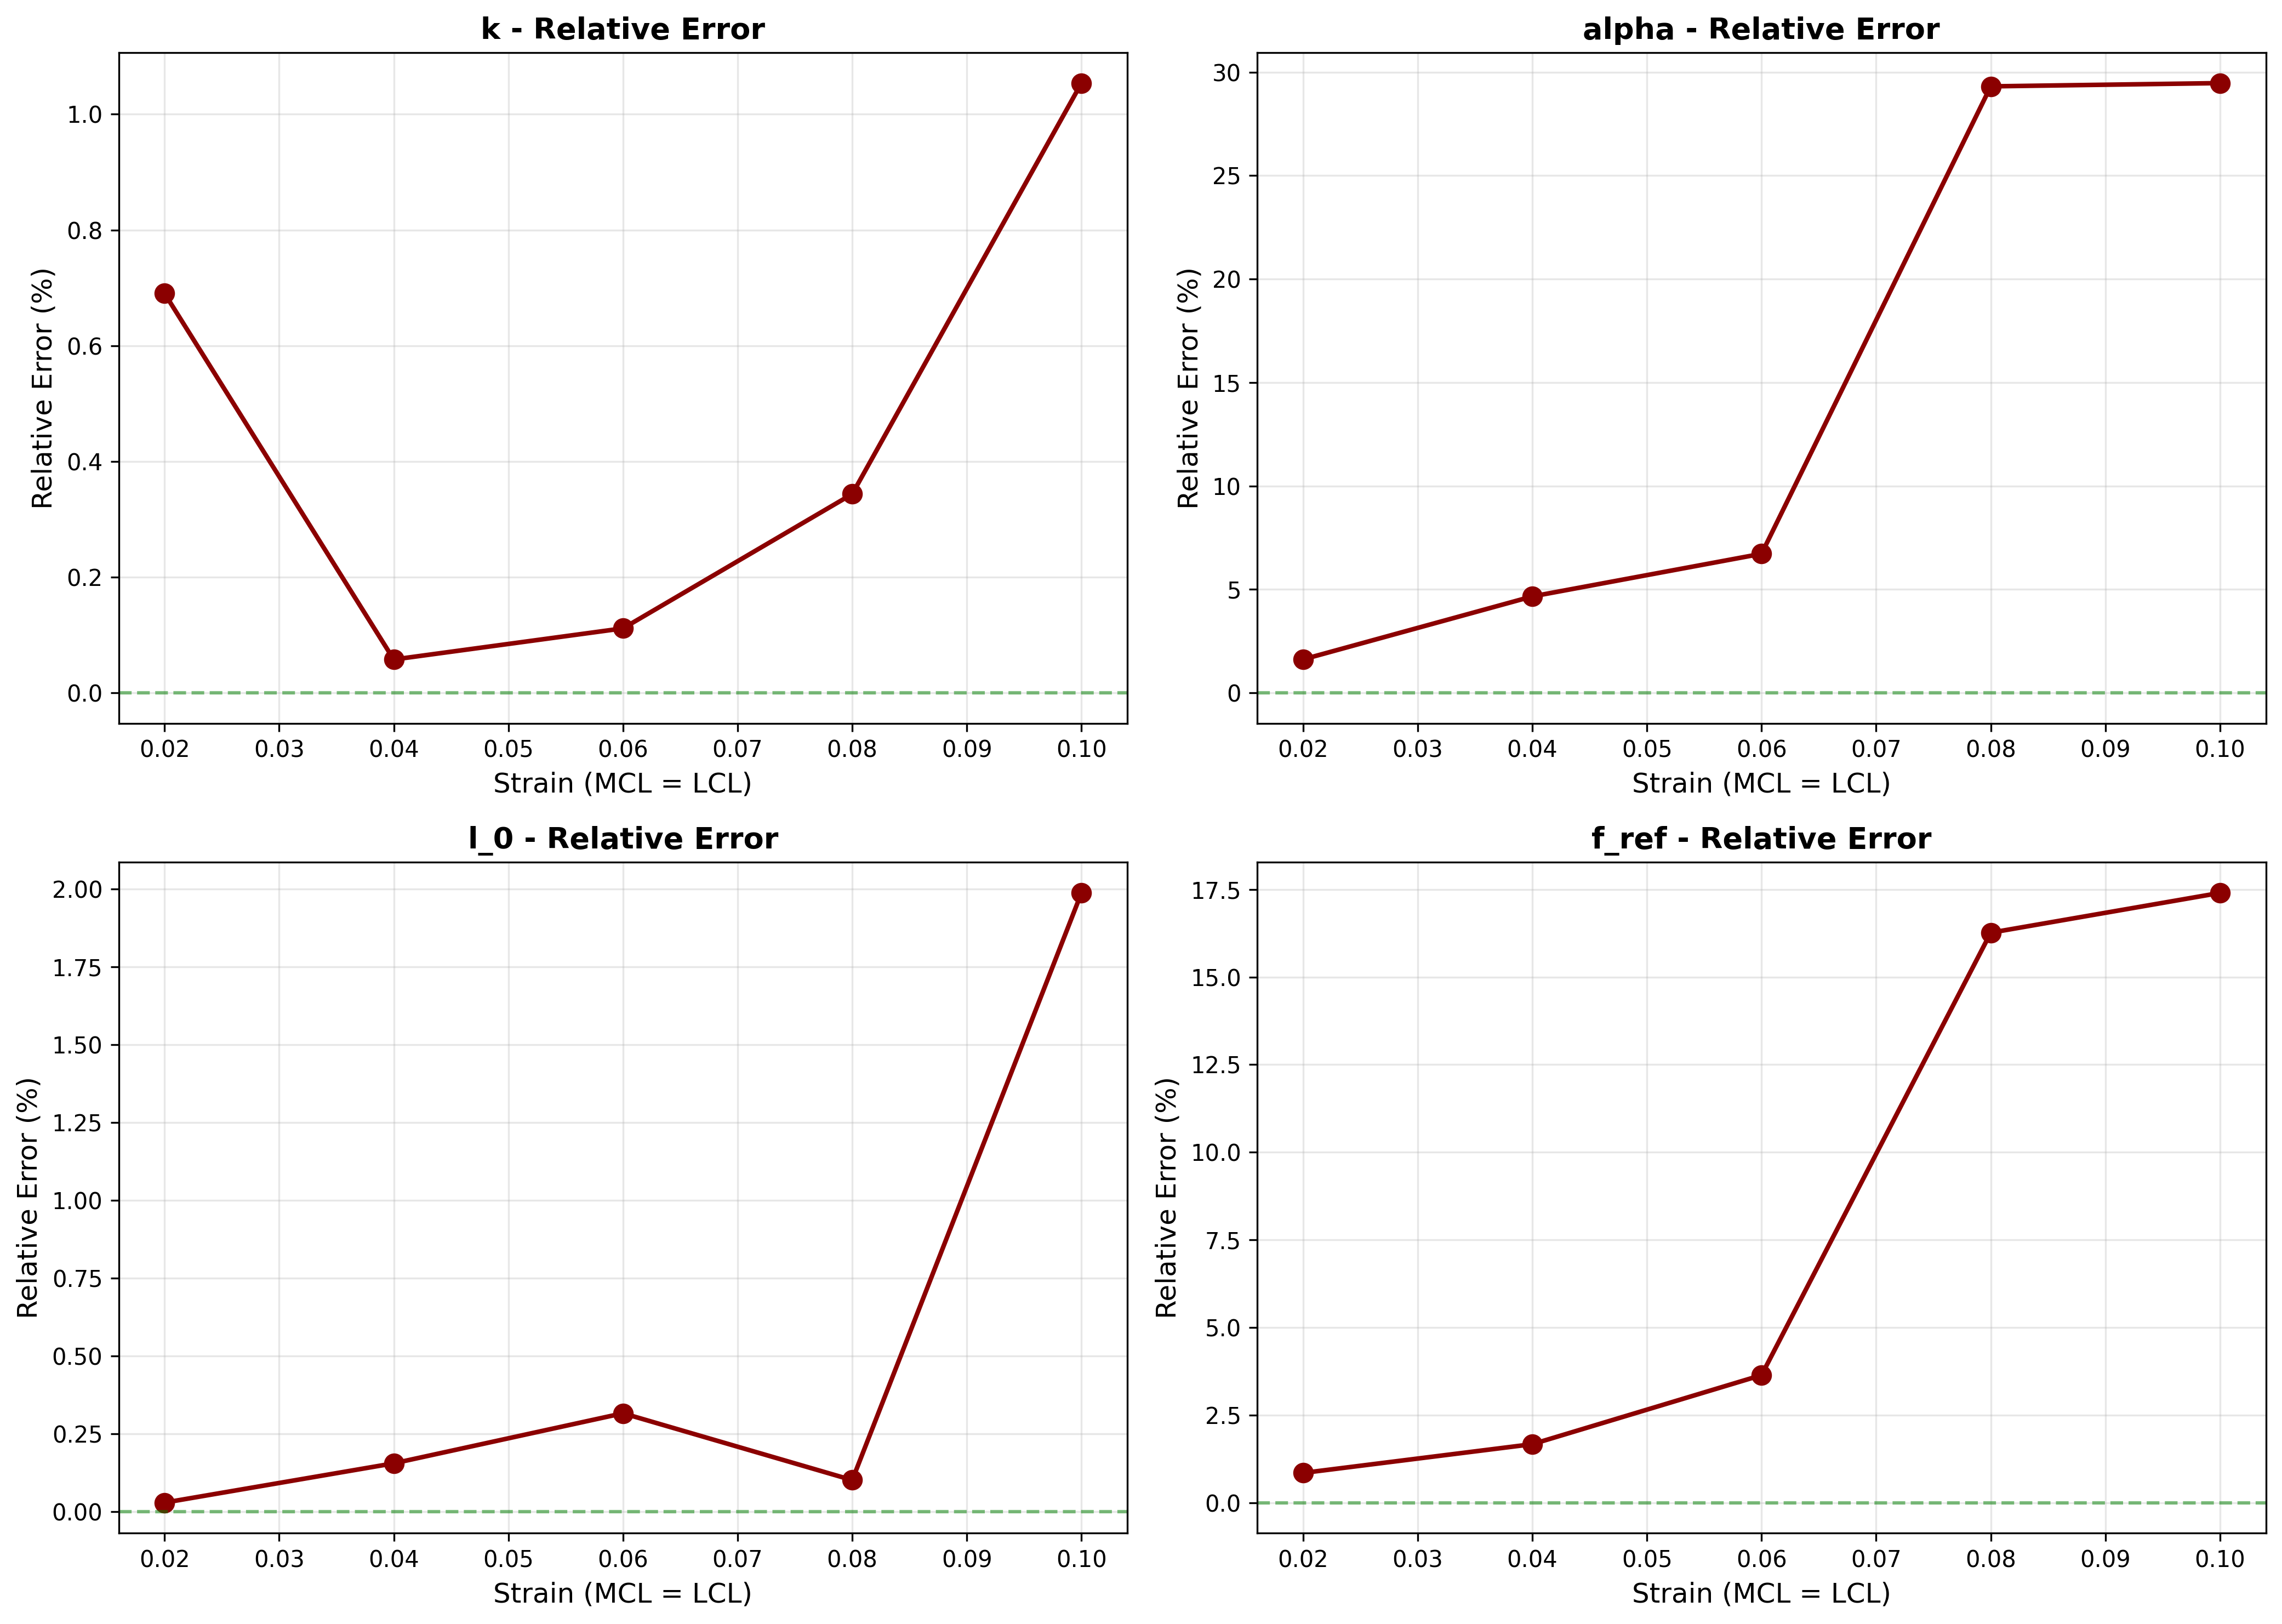 k - Relative Error
1.0
0.8
0.6
0.4
0.2
0.0
Relative Error (%)
0.02 0.03 0.04 0.05 0.06 0.07 0.08 0.09 0.10
Strain (MCL = LCL)
alpha - Relative Error
30
25
20
15
10
5
0
Relative Error (%)
0.02 0.03 0.04 0.05 0.06 0.07 0.08 0.09 0.10
Strain (MCL = LCL)
l_0 - Relative Error
2.00
1.75
1.50
1.25
1.00
0.75
0.50
0.25
0.00
Relative Error (%)
0.02 0.03 0.04 0.05 0.06 0.07 0.08 0.09 0.10
Strain (MCL = LCL)
f_ref - Relative Error
17.5
15.0
12.5
10.0
7.5
5.0
2.5
0.0
Relative Error (%)
0.02 0.03 0.04 0.05 0.06 0.07 0.08 0.09 0.10
Strain (MCL = LCL)